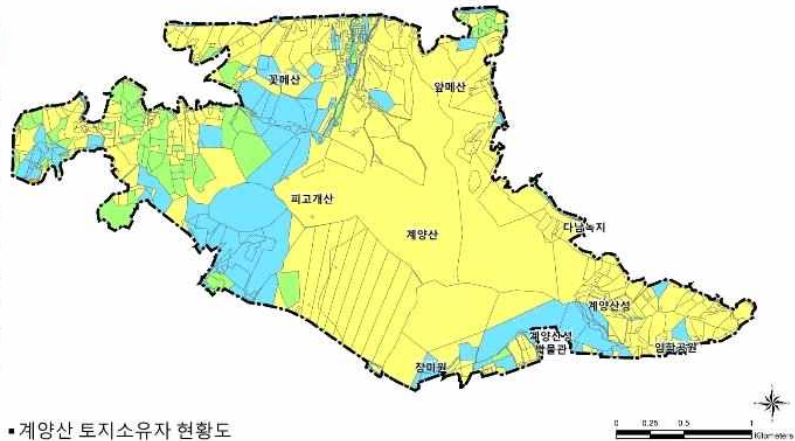 꽃메산
앞메산
피고개산
계양산
다남녹지
계양산성
계양산성
박물관
장미원
임학공원
▪계양산 토지소유자 현황도
0 0.25 0.5 1
Kilometers